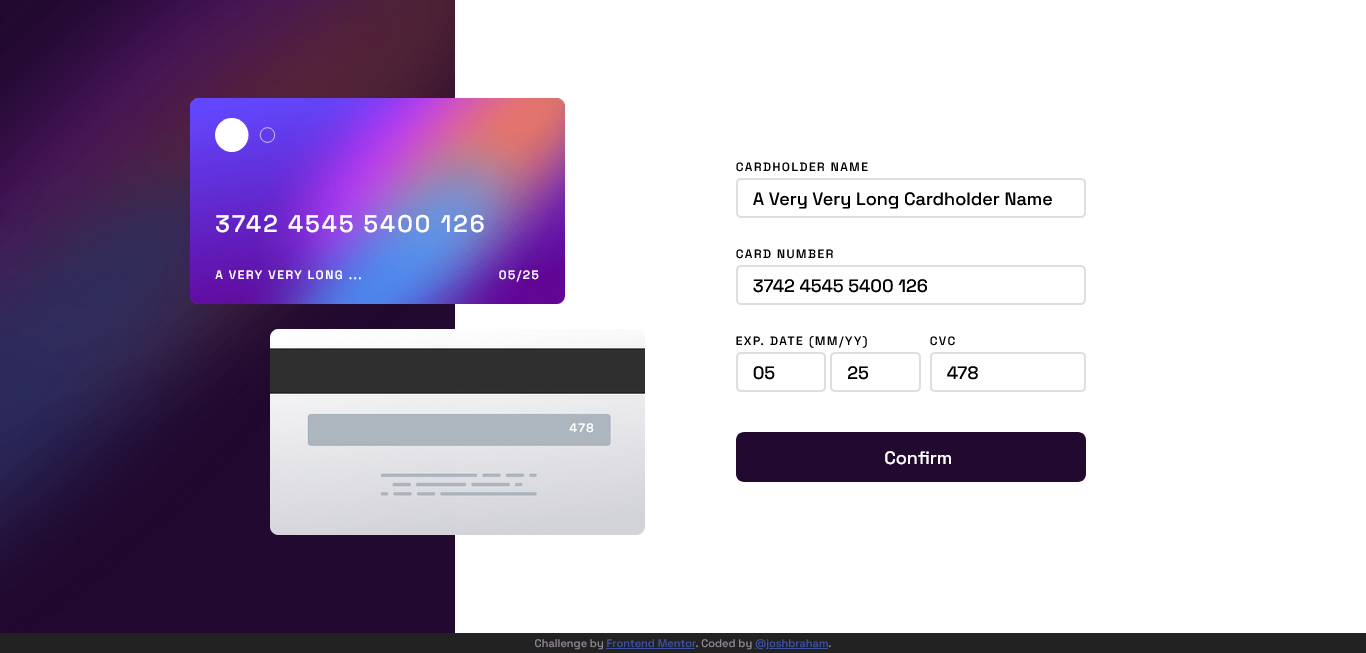 3742 4545 5400 126
A VERY VERY LONG ...
05/25
478
CARDHOLDER NAME
A Very Very Long Cardholder Name
CARD NUMBER
3742 4545 5400 126
EXP. DATE (MM/YY) CVC
05 25 478
Confirm
Challenge by Frontend Mentor. Coded by @joshbraham.